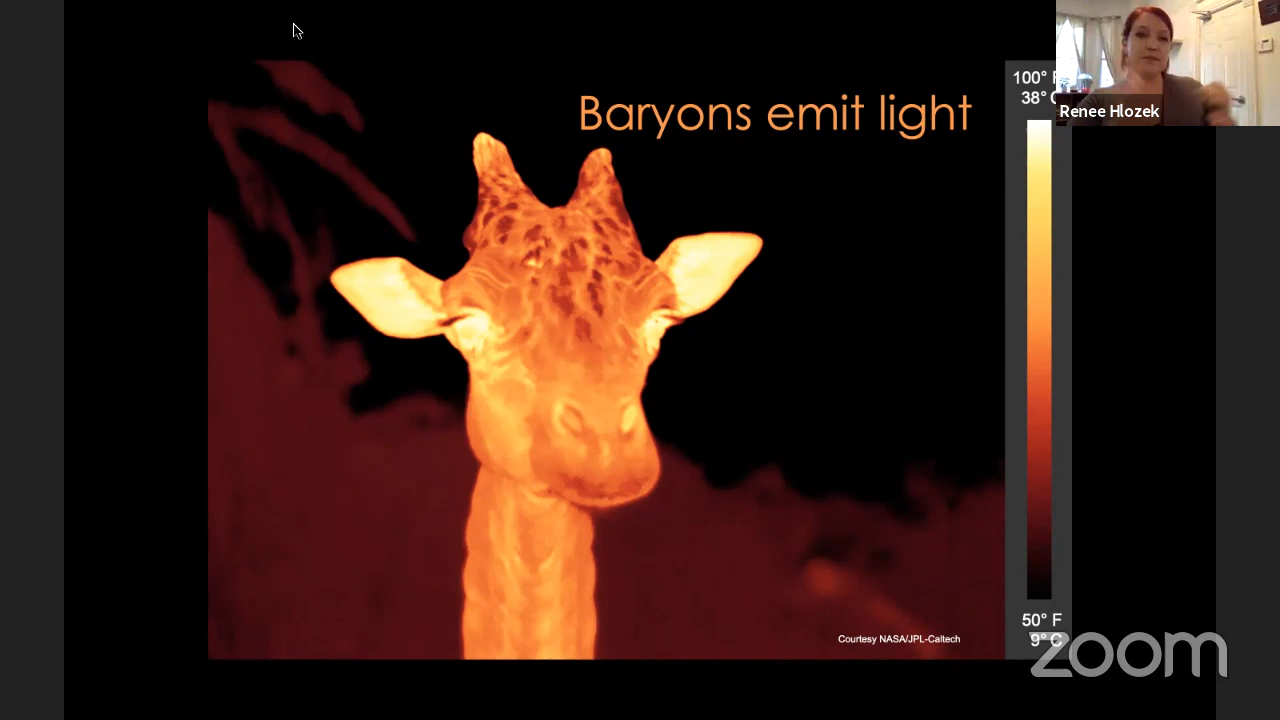 Baryons emit light
100° F
38° C
Renee Hlozek
Courtesy NASA/JPL-Caltech
50° F
9° C
zoom